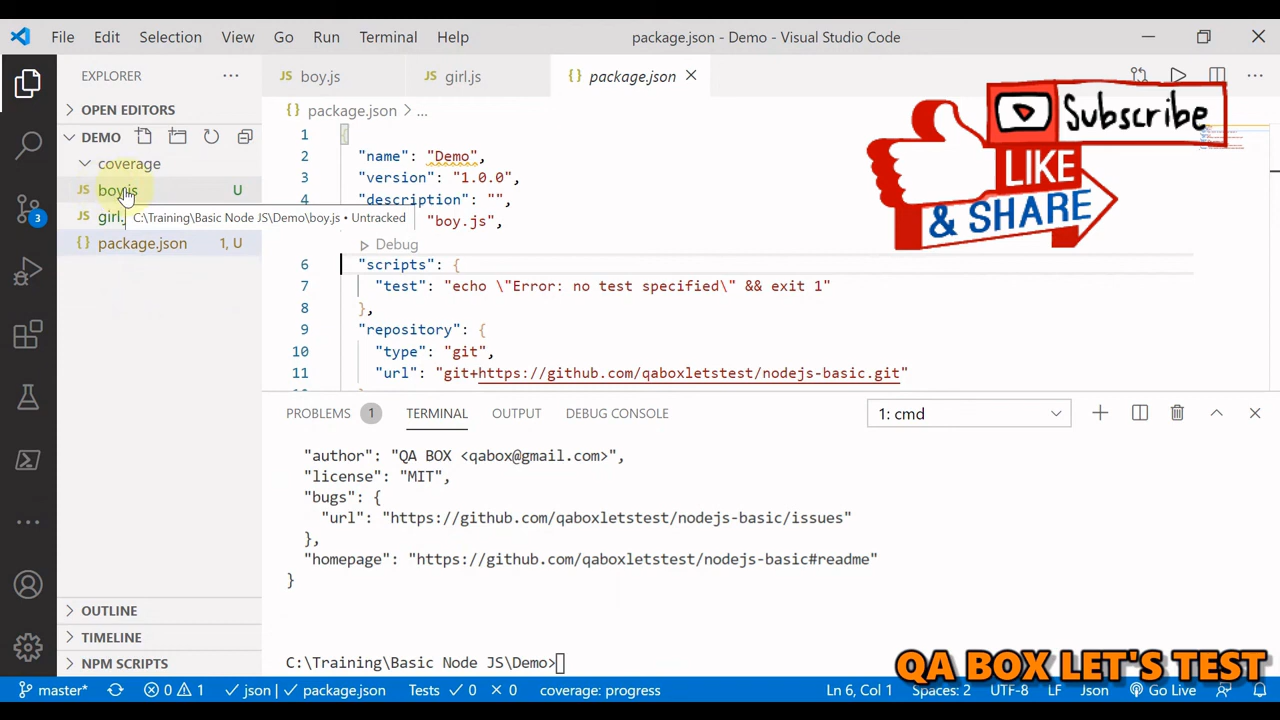 File Edit Selection View Go Run Terminal Help package.json - Demo - Visual Studio Code
EXPLORER
boy.js girl.js {} package.json
OPEN EDITORS
{} package.json > ...
DEMO
coverage
JS boy.js U
JS girl.
C:\Training\Basic Node JS\Demo\boy.js • Untracked
{} package.json 1, U
1 {
2 "name": "Demo",
3 "version": "1.0.0",
4 "description": "",
"boy.js",
Debug
6 "scripts": {
7 "test": "echo \"Error: no test specified\" && exit 1"
8 },
9 "repository": {
10 "type": "git",
11 "url": "git+https://github.com/qaboxletstest/nodejs-basic.git"
Subscribe
LIKE
& SHARE
3
PROBLEMS 1 TERMINAL OUTPUT DEBUG CONSOLE 1: cmd
"author": "QA BOX <qabox@gmail.com>",
"license": "MIT",
"bugs": {
"url": "https://github.com/qaboxletstest/nodejs-basic/issues"
},
"homepage": "https://github.com/qaboxletstest/nodejs-basic#readme"
}
C:\Training\Basic Node JS\Demo>
OUTLINE
TIMELINE
NPM SCRIPTS
QA BOX LET'S TEST
master* 0 1 json | package.json Tests 0 0 coverage: progress Ln 6, Col 1 Spaces: 2 UTF-8 LF Json Go Live